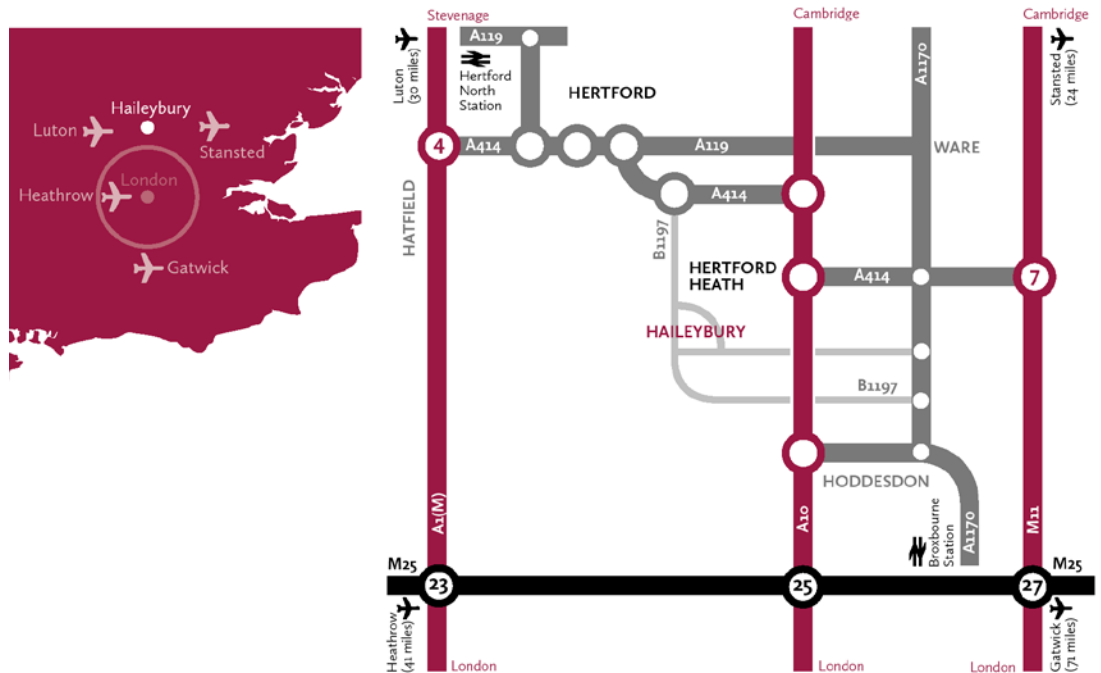 Haileybury
Luton
Stansted
London
Heathrow
Gatwick
Stevenage
Cambridge
Cambridge
Luton
(30 miles)
A119
Hertford
North
Station
HERTFORD
A1170
Stansted
(24 miles)
4
A414
A119
WARE
HATFIELD
A414
B1197
HERTFORD
HEATH
A414
7
HAILEYBURY
B1197
HODDESDON
A1(M)
A10
Broxbourne
Station
A1170
M11
M25
23
25
27
M25
Heathrow
(41 miles)
Gatwick
(71 miles)
London
London
London